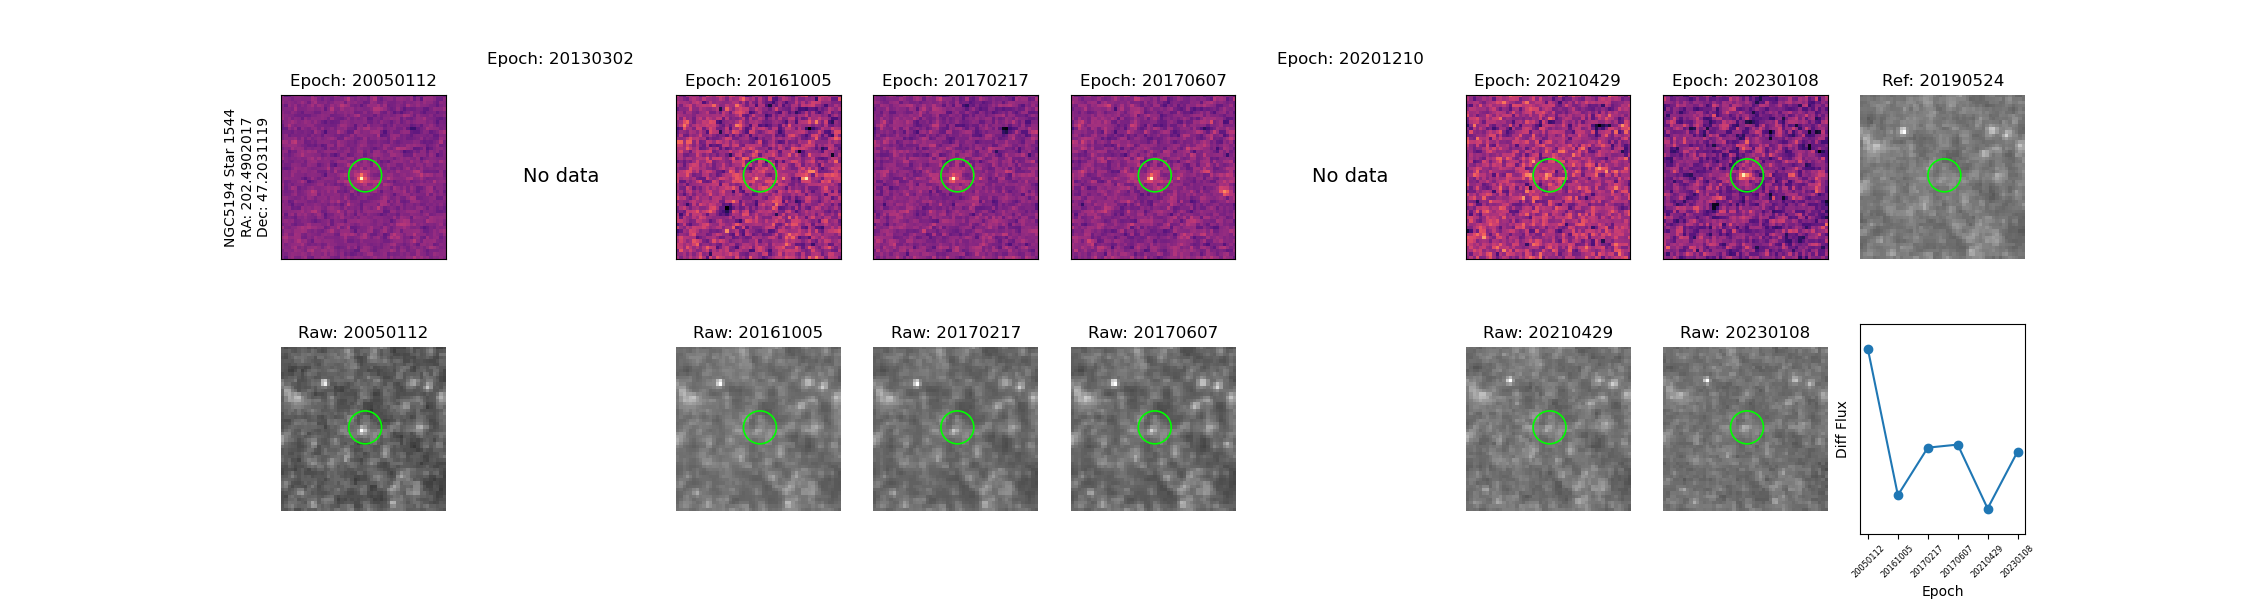 Epoch: 20130302
Epoch: 20201210
Epoch: 20050112
Epoch: 20161005
Epoch: 20170217
Epoch: 20170607
Epoch: 20210429
Epoch: 20230108
Ref: 20190524
NGC5194 Star 1544
RA: 202.4902017
Dec: 47.2031119
No data
No data
Raw: 20050112
Raw: 20161005
Raw: 20170217
Raw: 20170607
Raw: 20210429
Raw: 20230108
Diff Flux
20050112
20161005
20170217
20170607
20210429
20230108
Epoch